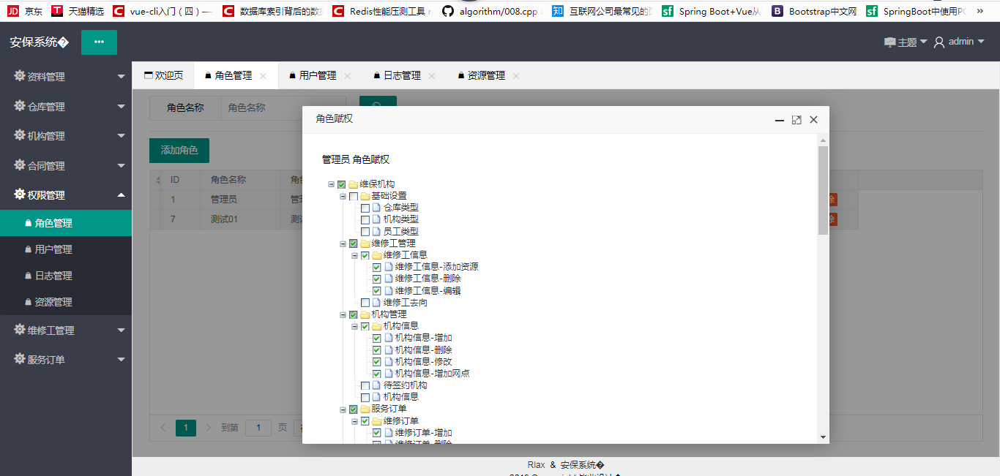 JD 京东 T 天猫精选 C vue-cli入门（四）— C 数据库索引背后的数 C Redis性能压测工具 algorithm/008.cpp 知 互联网公司最常见的 sf Spring Boot+Vue从 B Bootstrap中文网 sf SpringBoot中使用PO »
安保系统� ••• 主题 admin
资料管理
仓库管理
机构管理
合同管理
权限管理
角色管理
用户管理
日志管理
资源管理
维修工管理
服务订单
欢迎页 角色管理 用户管理 日志管理 资源管理
角色名称 角色名称
添加角色
ID 角色名称 角
1 管理员 管 除
7 测试01 测 除
1 到第 1 页
角色赋权
管理员 角色赋权
维保机构
基础设置
仓库类型
机构类型
员工类型
维修工管理
维修工信息
维修工信息-添加资源
维修工信息-删除
维修工信息-编辑
维修工去向
机构管理
机构信息
机构信息-增加
机构信息-删除
机构信息-修改
机构信息-增加网点
待签约机构
机构信息
服务订单
维修订单
维修订单-增加
维修订单-删除
Rlax & 安保系统�